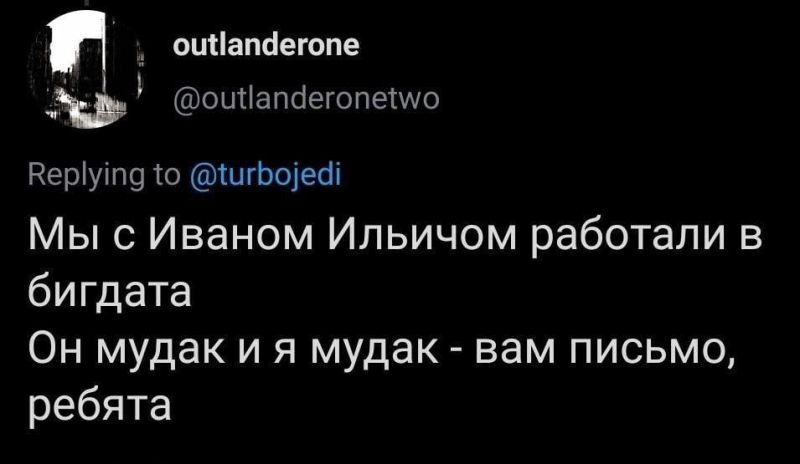 outlanderone
@outlanderonetwo
Replying to @turbojedi
Мы с Иваном Ильичом работали в
бигдата
Он мудак и я мудак - вам письмо,
ребята